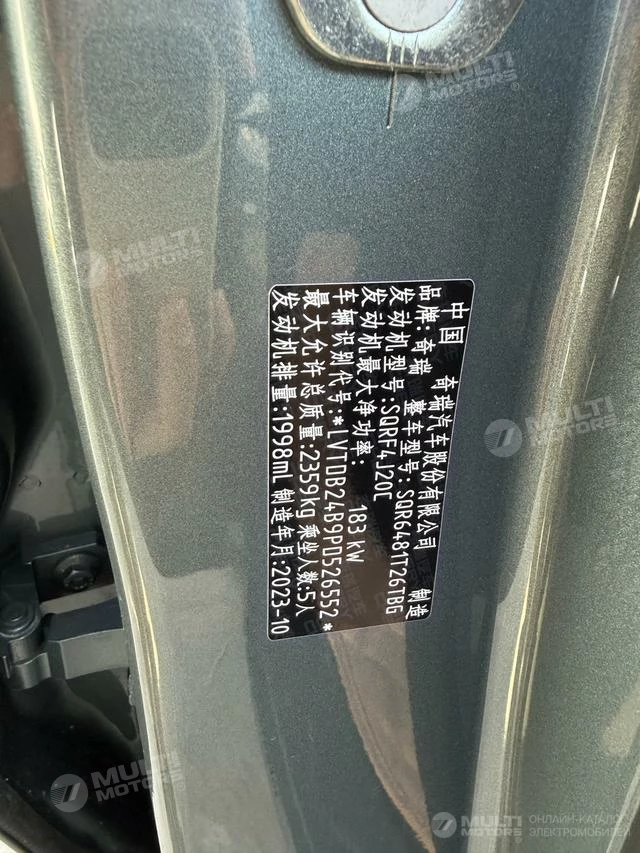 中国 奇瑞汽车股份有限公司 制造
品牌:奇瑞 整车型号:SQR6481T26TBG
发动机型号:SQRF4J20C
发动机最大净功率: 183kW
车辆识别代号:*LVTDB24B9PD526552*
最大允许总质量:2359kg 乘坐人数:5人
发动机排量:1998mL 制造年月:2023-10
MULTI MOTORS
MULTI MOTORS
MULTI MOTORS
MULTI MOTORS
MULTI MOTORS
ОНЛАЙН-КАТАЛОГ
ЭЛЕКТРОМОБИЛЕЙ